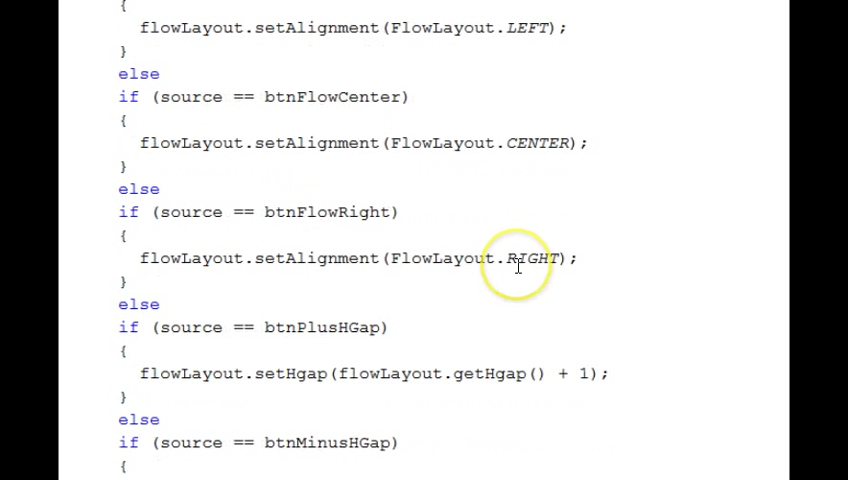 {
flowLayout.setAlignment(FlowLayout.LEFT);
}
else
if (source == btnFlowCenter)
{
flowLayout.setAlignment(FlowLayout.CENTER);
}
else
if (source == btnFlowRight)
{
flowLayout.setAlignment(FlowLayout.RIGHT);
}
else
if (source == btnPlusHGap)
{
flowLayout.setHgap(flowLayout.getHgap() + 1);
}
else
if (source == btnMinusHGap)
{